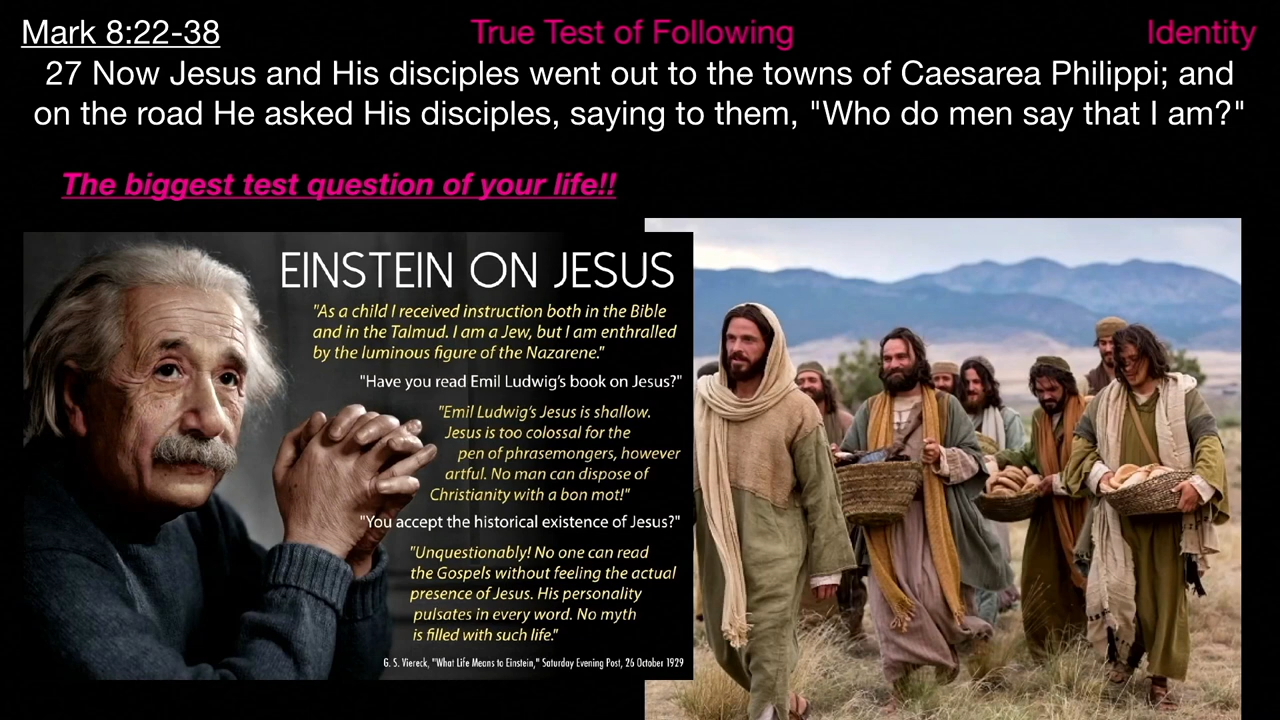 Mark 8:22-38 True Test of Following Identity
27 Now Jesus and His disciples went out to the towns of Caesarea Philippi; and
on the road He asked His disciples, saying to them, "Who do men say that I am?"
The biggest test question of your life!!
EINSTEIN ON JESUS
"As a child I received instruction both in the Bible
and in the Talmud. I am a Jew, but I am enthralled
by the luminous figure of the Nazarene."
"Have you read Emil Ludwig's book on Jesus?"
"Emil Ludwig's Jesus is shallow.
Jesus is too colossal for the
pen of phrasemongers, however
artful. No man can dispose of
Christianity with a bon mot!"
"You accept the historical existence of Jesus?"
"Unquestionably! No one can read
the Gospels without feeling the actual
presence of Jesus. His personality
pulsates in every word. No myth
is filled with such life."
G. S. Viereck, "What Life Means to Einstein," Saturday Evening Post, 26 October 1929